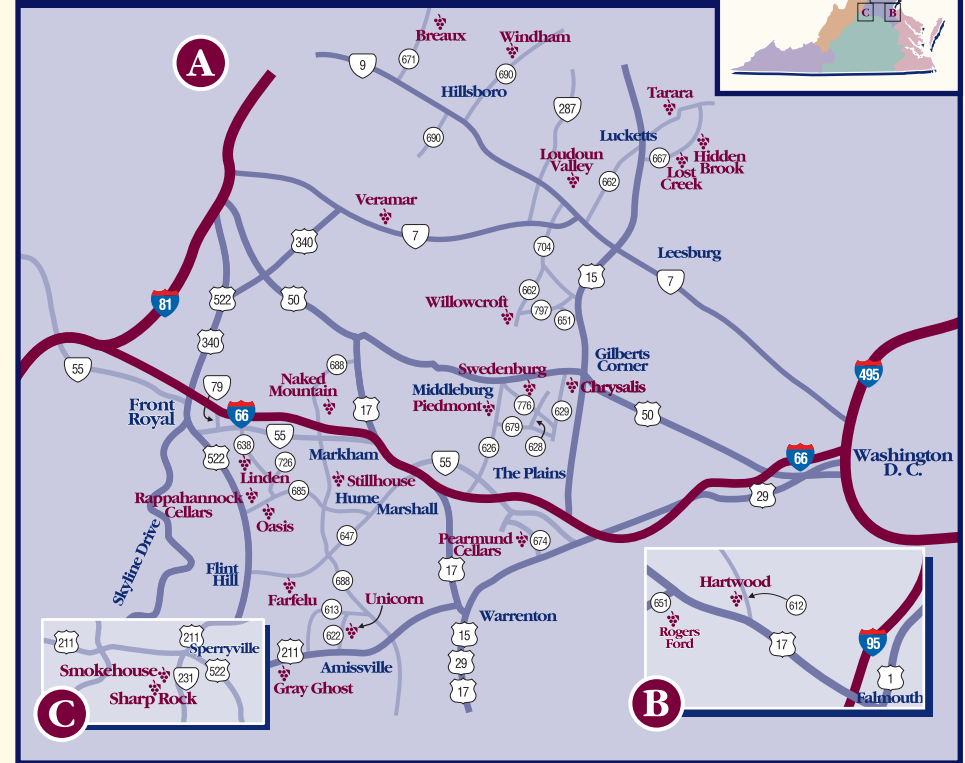 C
B
A
Breaux
Windham
9
671
690
Hillsboro
287
Tarara
690
Lucketts
Loudoun
Valley
667
Hidden
Brook
Lost
Creek
662
Veramar
7
340
704
Leesburg
15
7
81
522
50
662
797
651
Willowcroft
340
55
688
Gilberts
Corner
495
Swedenburg
Naked
Mountain
79
Middleburg
Chrysalis
Piedmont
776
629
17
50
66
Front
Royal
55
679
638
626
628
66
Washington
D. C.
522
726
Markham
55
The Plains
Linden
Stillhouse
29
685
Rappahannock
Cellars
Hume
Marshall
Oasis
647
Pearmund
Cellars
674
Skyline Drive
Flint
Hill
17
Hartwood
688
Farfelu
613
Unicorn
651
612
Warrenton
Rogers
Ford
622
15
211
211
Sperryville
211
17
95
Amissville
29
Smokehouse
231
522
Gray Ghost
1
Sharp Rock
17
Falmouth
C
B